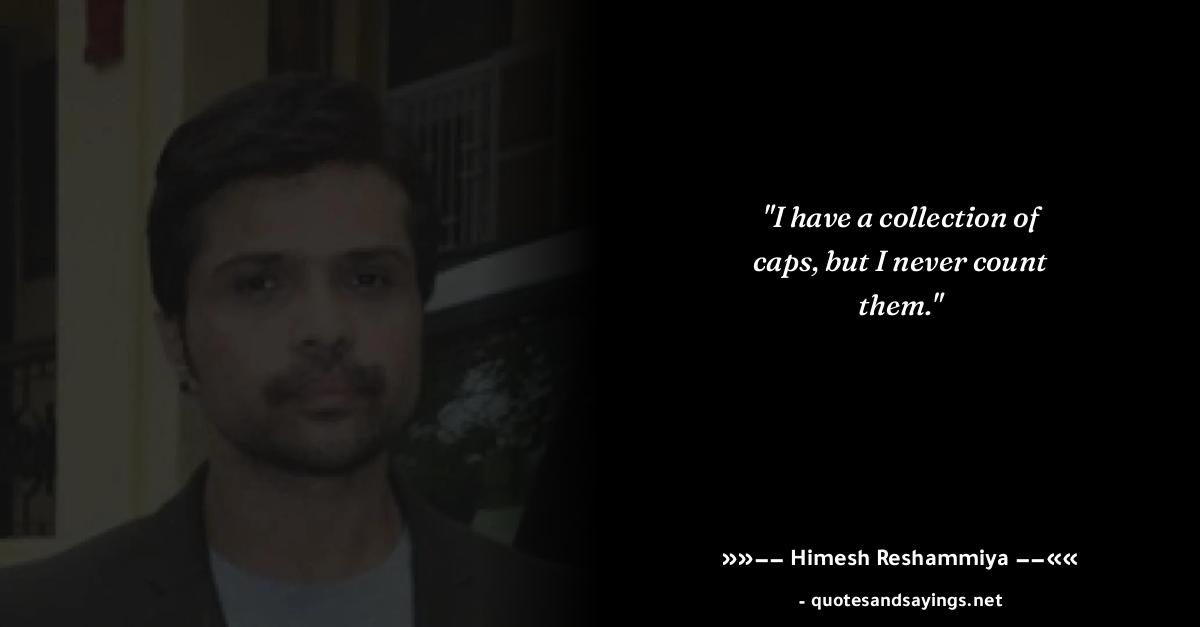 "I have a collection of
caps, but I never count
them."
»»−− Himesh Reshammiya −−««
- quotesandsayings.net